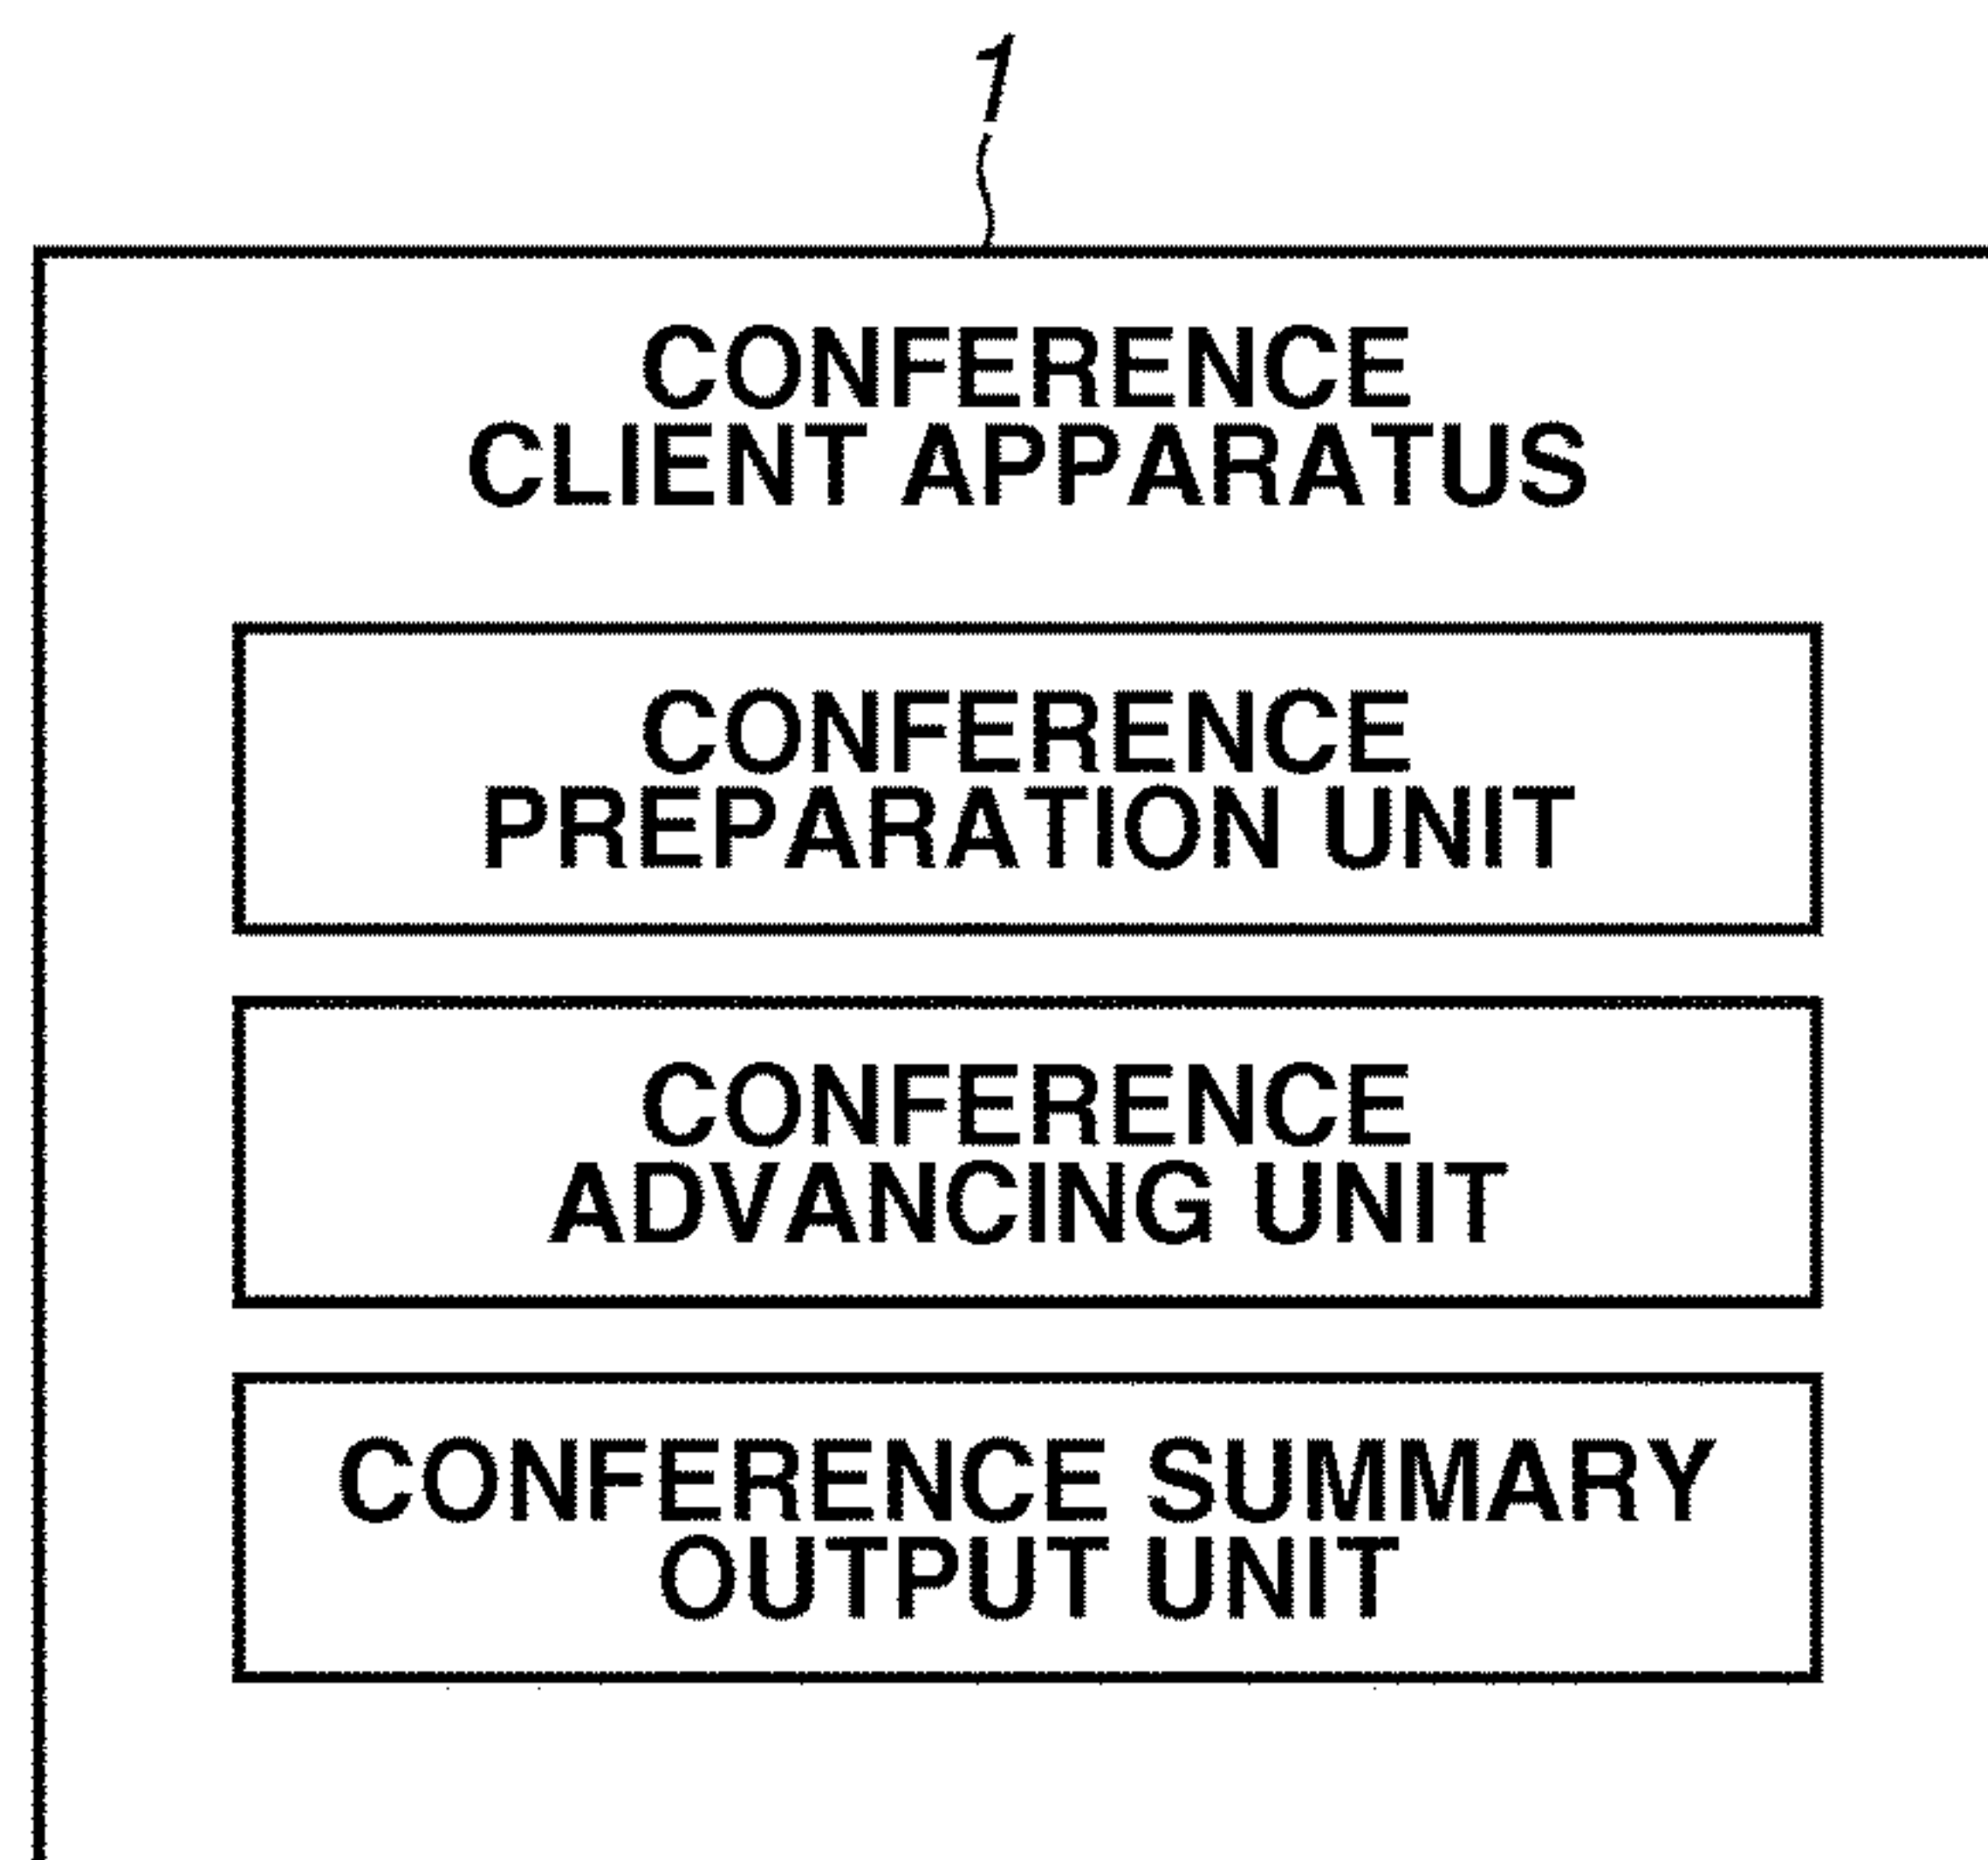 1
CONFERENCE
CLIENT APPARATUS
CONFERENCE
PREPARATION UNIT
CONFERENCE
ADVANCING UNIT
CONFERENCE SUMMARY
OUTPUT UNIT